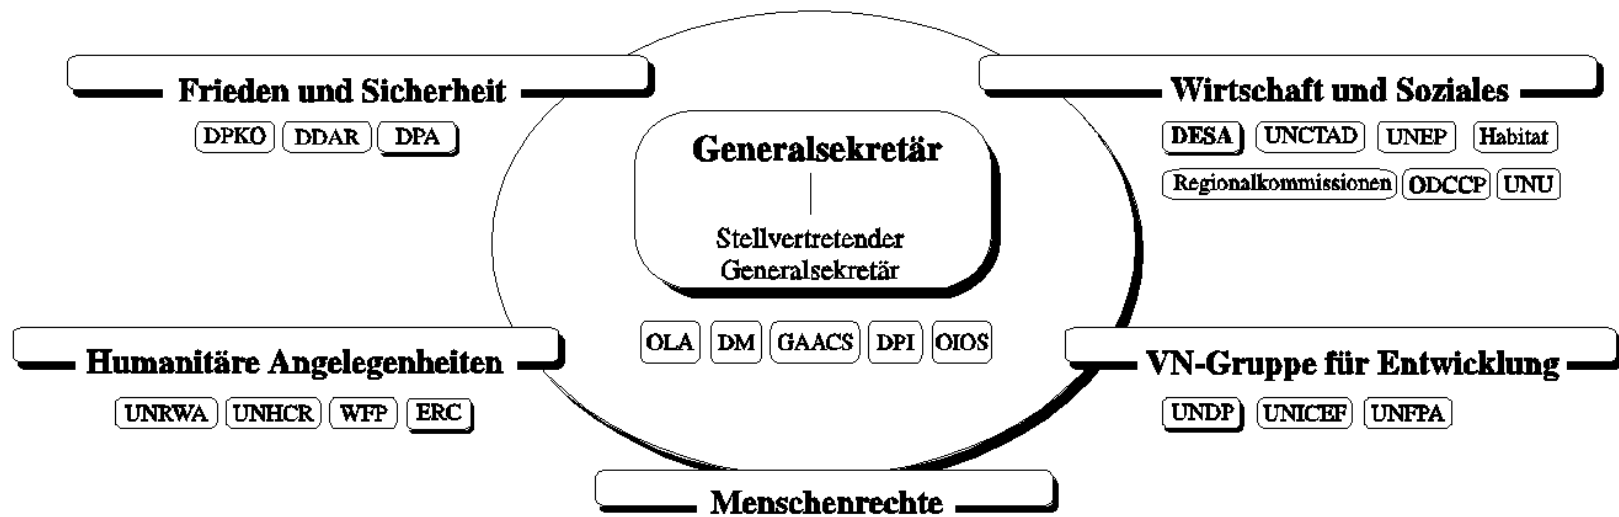 Frieden und Sicherheit
DPKO DDAR DPA
Wirtschaft und Soziales
DESA UNCTAD UNEP Habitat
Regionalkommissionen ODCCP UNU
Generalsekretär
Stellvertretender
Generalsekretär
OLA DM GAACS DPI OIOS
Humanitäre Angelegenheiten
UNRWA UNHCR WFP ERC
VN-Gruppe für Entwicklung
UNDP UNICEF UNFPA
Menschenrechte